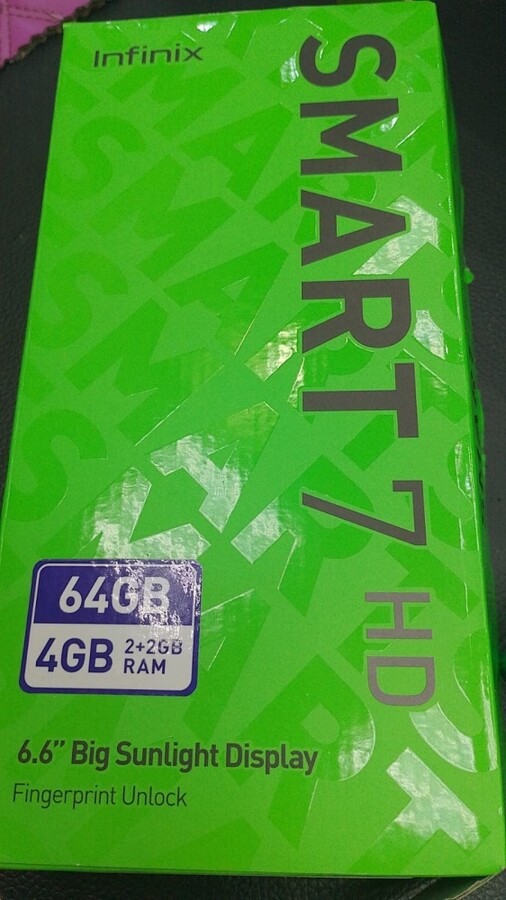 Infinix
SMART 7 HD
64GB
4GB 2+2GB
RAM
6.6" Big Sunlight Display
Fingerprint Unlock